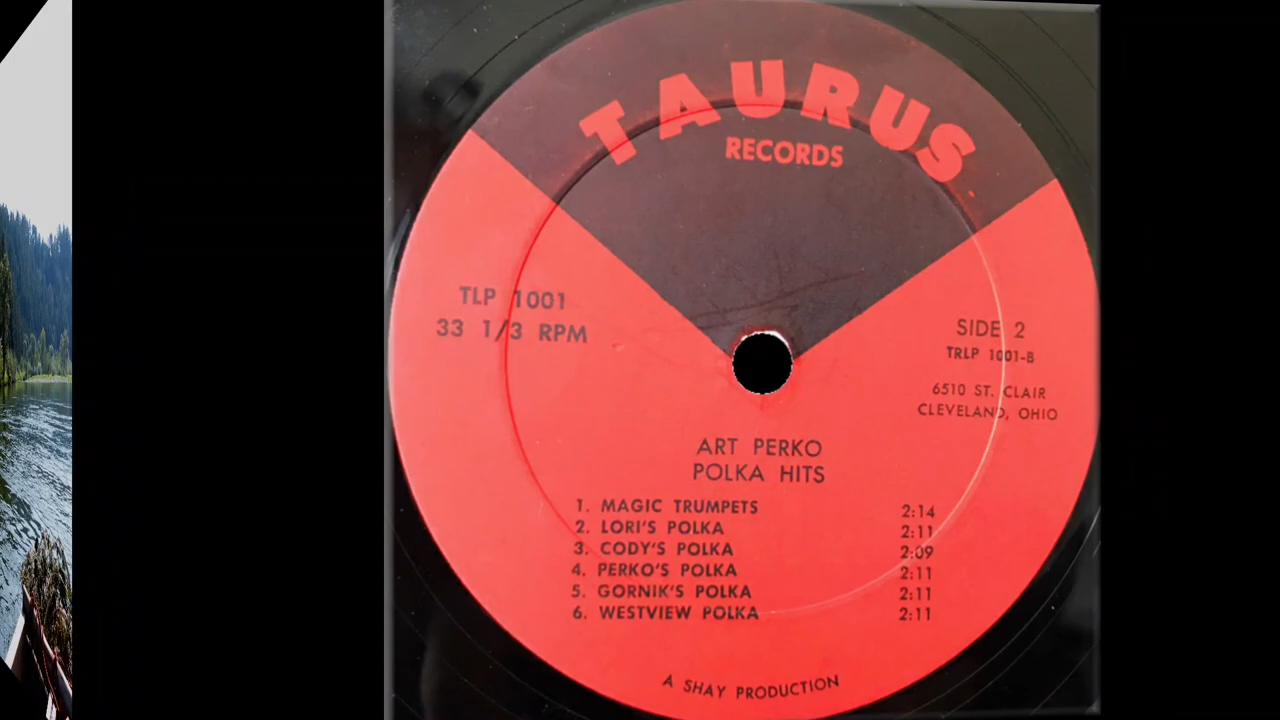 TAURUS
RECORDS
TLP 1001
33 1/3 RPM
SIDE 2
TRLP 1001-B
6510 ST. CLAIR
CLEVELAND, OHIO
ART PERKO
POLKA HITS
1. MAGIC TRUMPETS 2:14
2. LORI'S POLKA 2:11
3. CODY'S POLKA 2:09
4. PERKO'S POLKA 2:11
5. GORNIK'S POLKA 2:11
6. WESTVIEW POLKA 2:11
A SHAY PRODUCTION